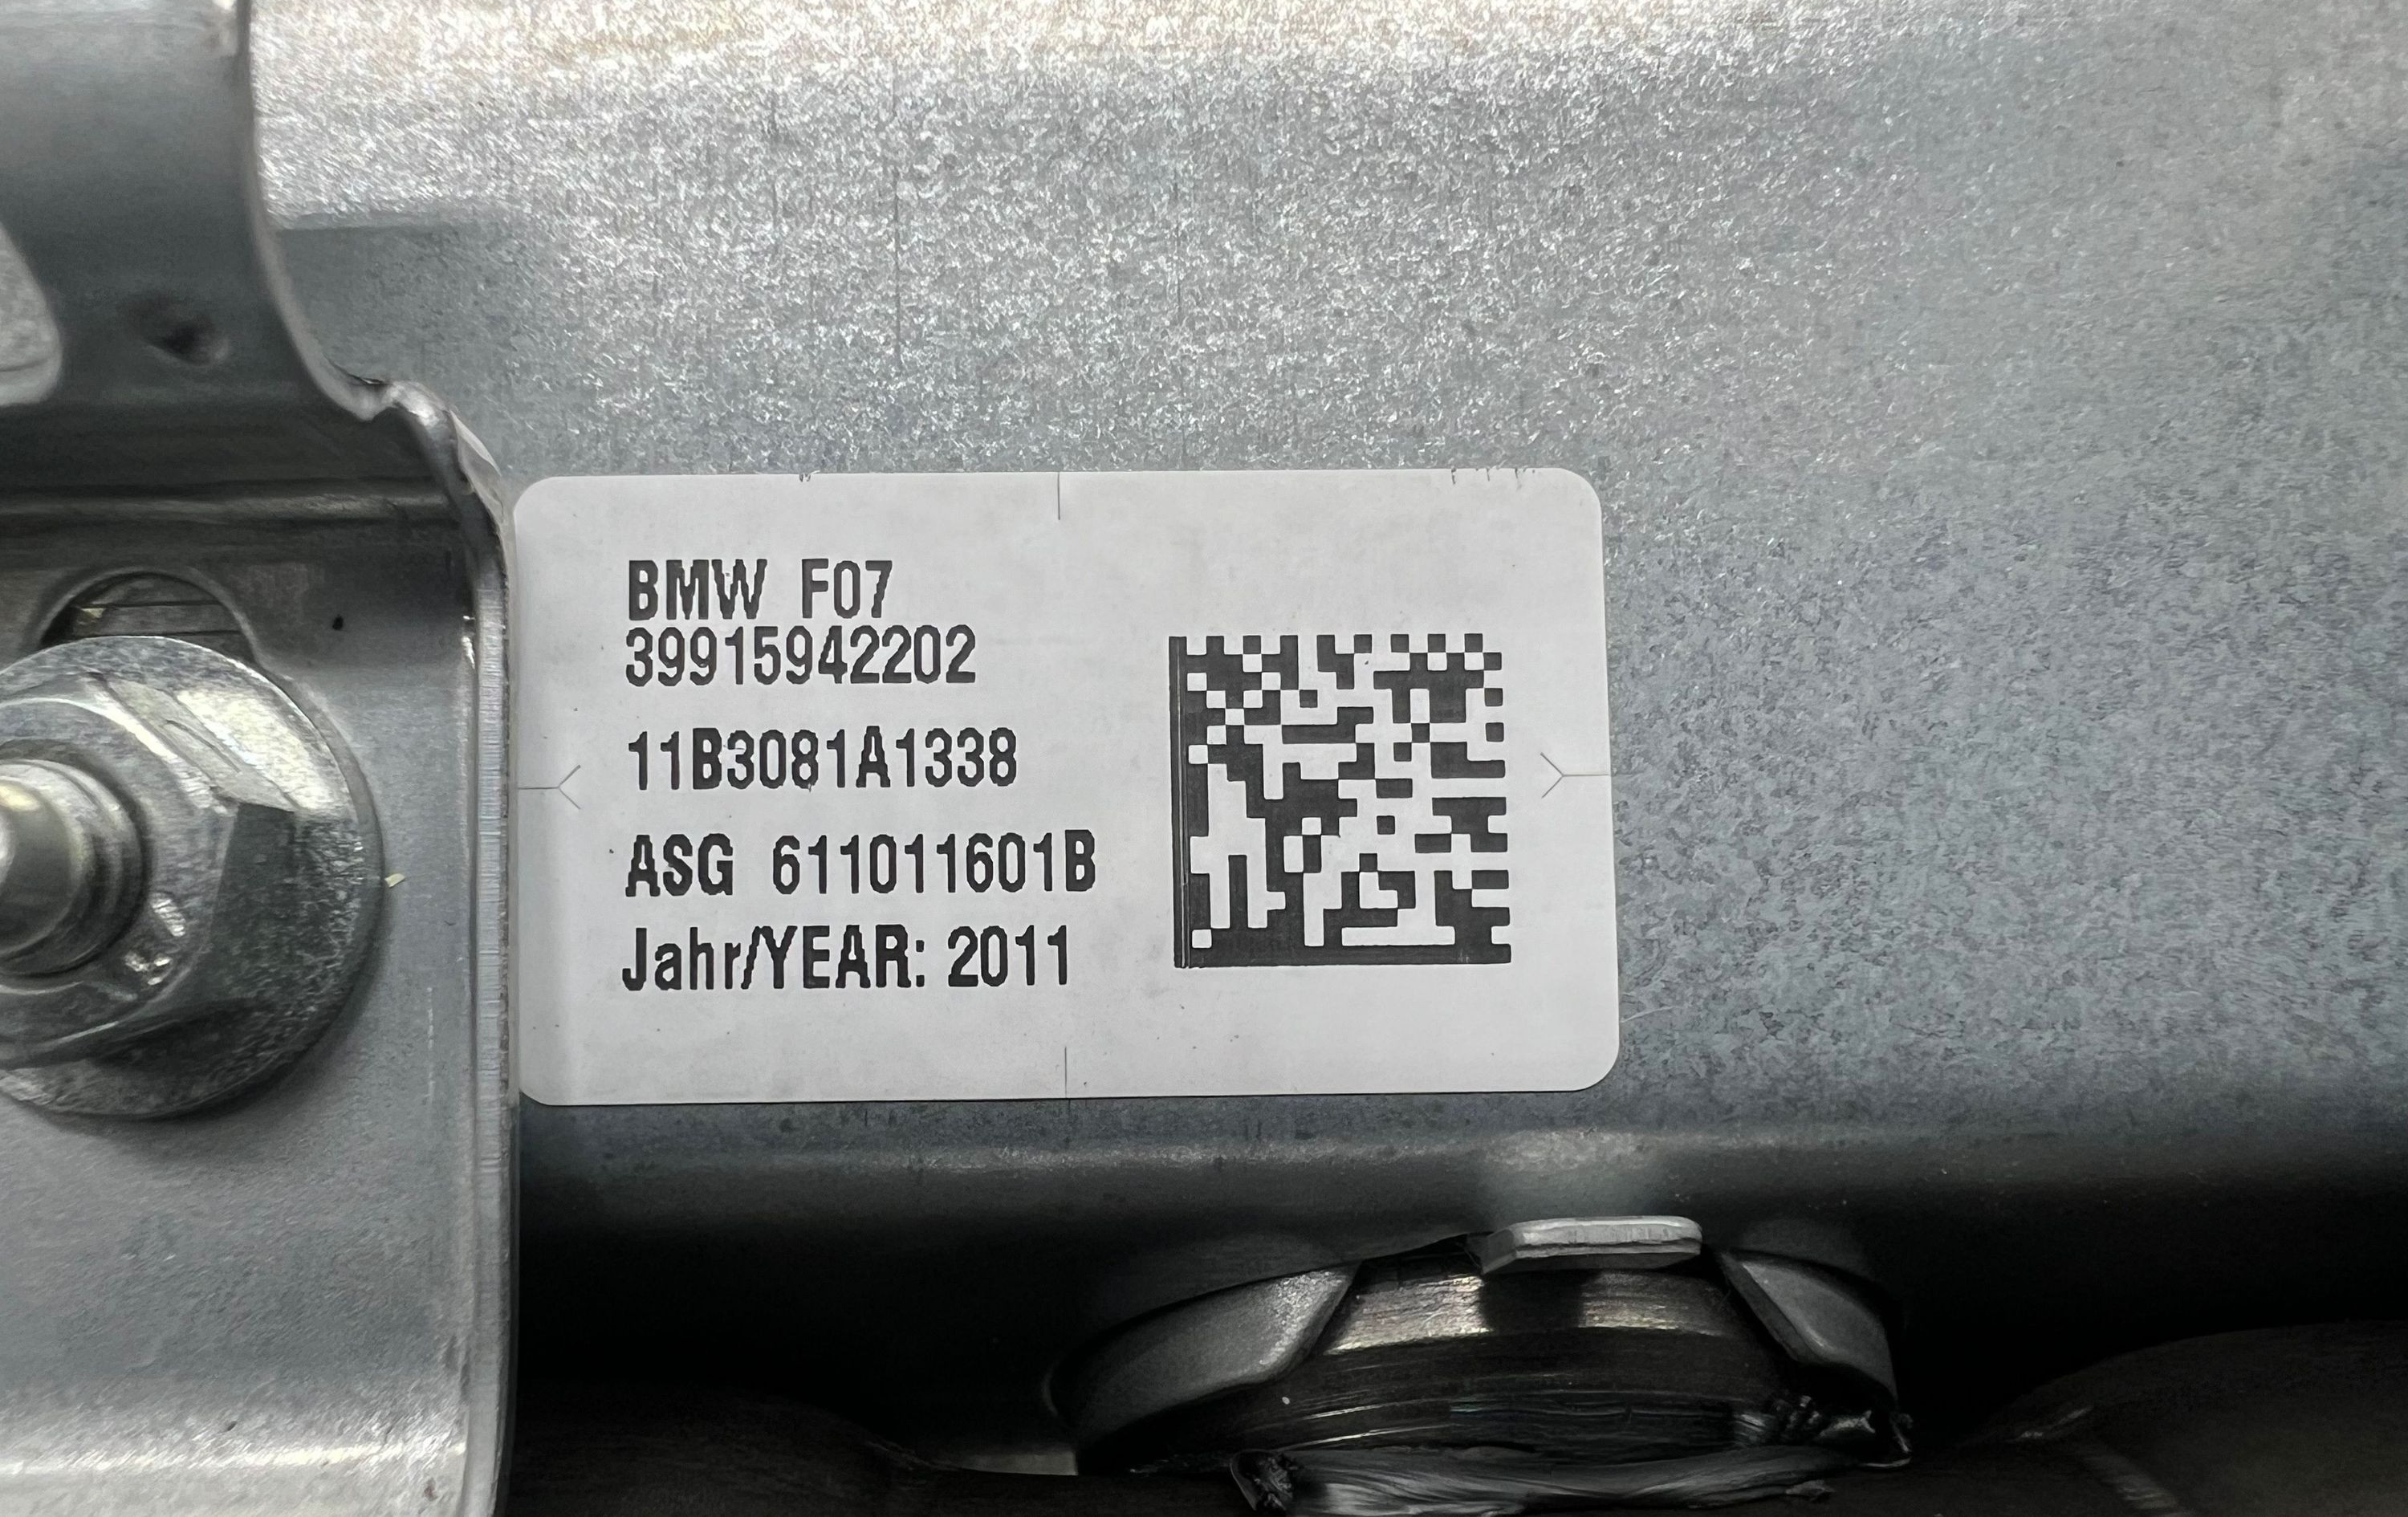 BMW F07
39915942202
11B3081A1338
ASG 611011601B
Jahr/YEAR: 2011